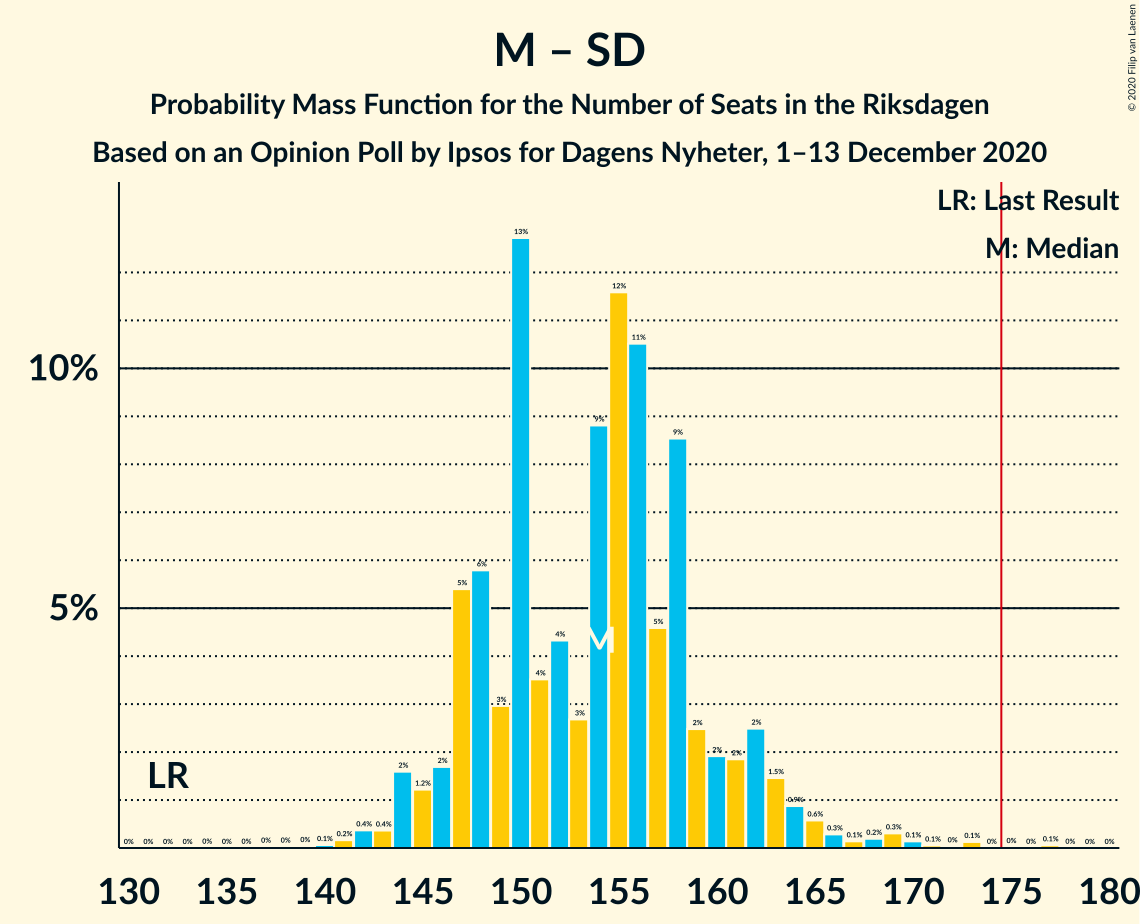 M – SD
Probability Mass Function for the Number of Seats in the Riksdagen
Based on an Opinion Poll by Ipsos for Dagens Nyheter, 1–13 December 2020
© 2020 Filip van Laenen
LR: Last Result
M: Median
10%
5%
LR
M
0% 0% 0% 0% 0% 0% 0% 0% 0% 0% 0.1% 0.2% 0.4% 0.4% 2% 1.2% 2% 5% 6% 3% 13% 4% 4% 3% 9% 12% 11% 5% 9% 2% 2% 2% 2% 1.5% 0.9% 0.6% 0.3% 0.1% 0.2% 0.3% 0.1% 0.1% 0% 0.1% 0% 0% 0% 0.1% 0% 0% 0%
130 135 140 145 150 155 160 165 170 175 180